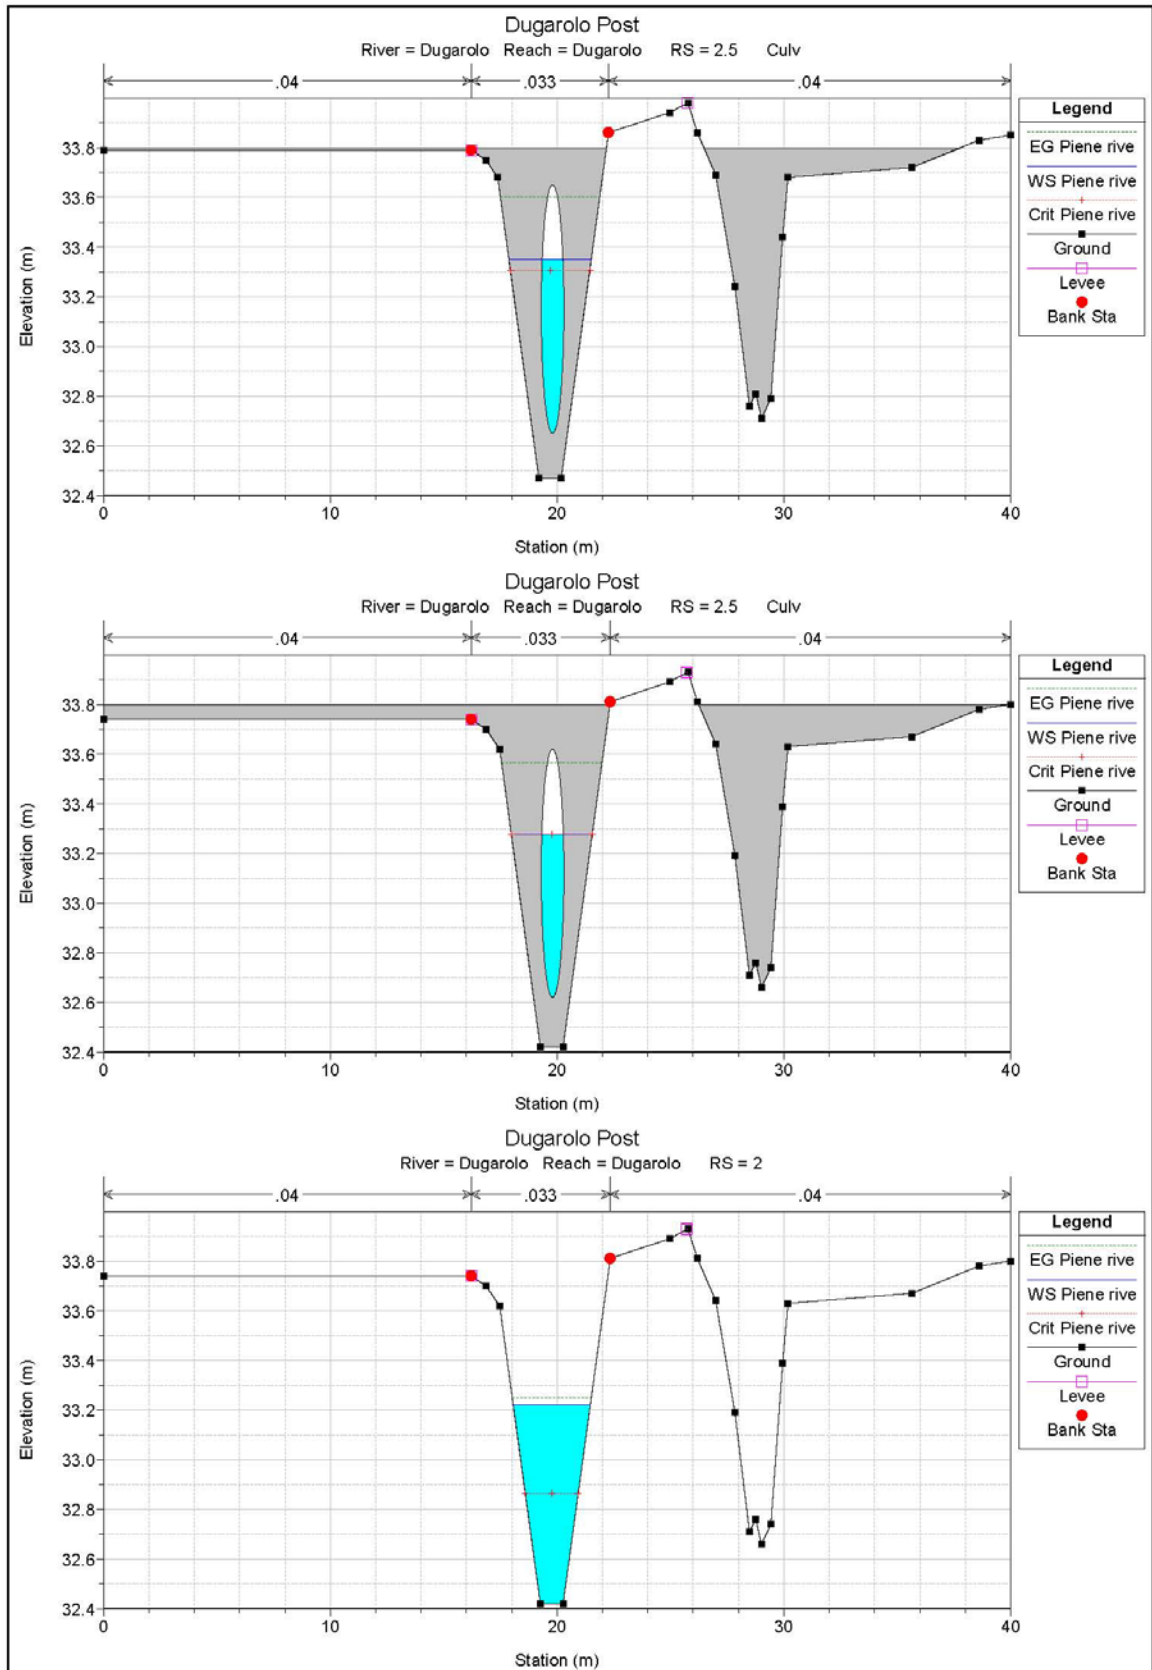 Dugarolo Post
River = Dugarolo Reach = Dugarolo RS = 2.5 Culv
.04 .033 .04
Legend
EG Piene rive
WS Piene rive
Crit Piene rive
Ground
Levee
Bank Sta
33.8
33.6
33.4
33.2
33.0
32.8
32.6
32.4
Elevation (m)
0 10 20 30 40
Station (m)
Dugarolo Post
River = Dugarolo Reach = Dugarolo RS = 2.5 Culv
.04 .033 .04
Legend
EG Piene rive
WS Piene rive
Crit Piene rive
Ground
Levee
Bank Sta
33.8
33.6
33.4
33.2
33.0
32.8
32.6
32.4
Elevation (m)
0 10 20 30 40
Station (m)
Dugarolo Post
River = Dugarolo Reach = Dugarolo RS = 2
.04 .033 .04
Legend
EG Piene rive
WS Piene rive
Crit Piene rive
Ground
Levee
Bank Sta
33.8
33.6
33.4
33.2
33.0
32.8
32.6
32.4
Elevation (m)
0 10 20 30 40
Station (m)